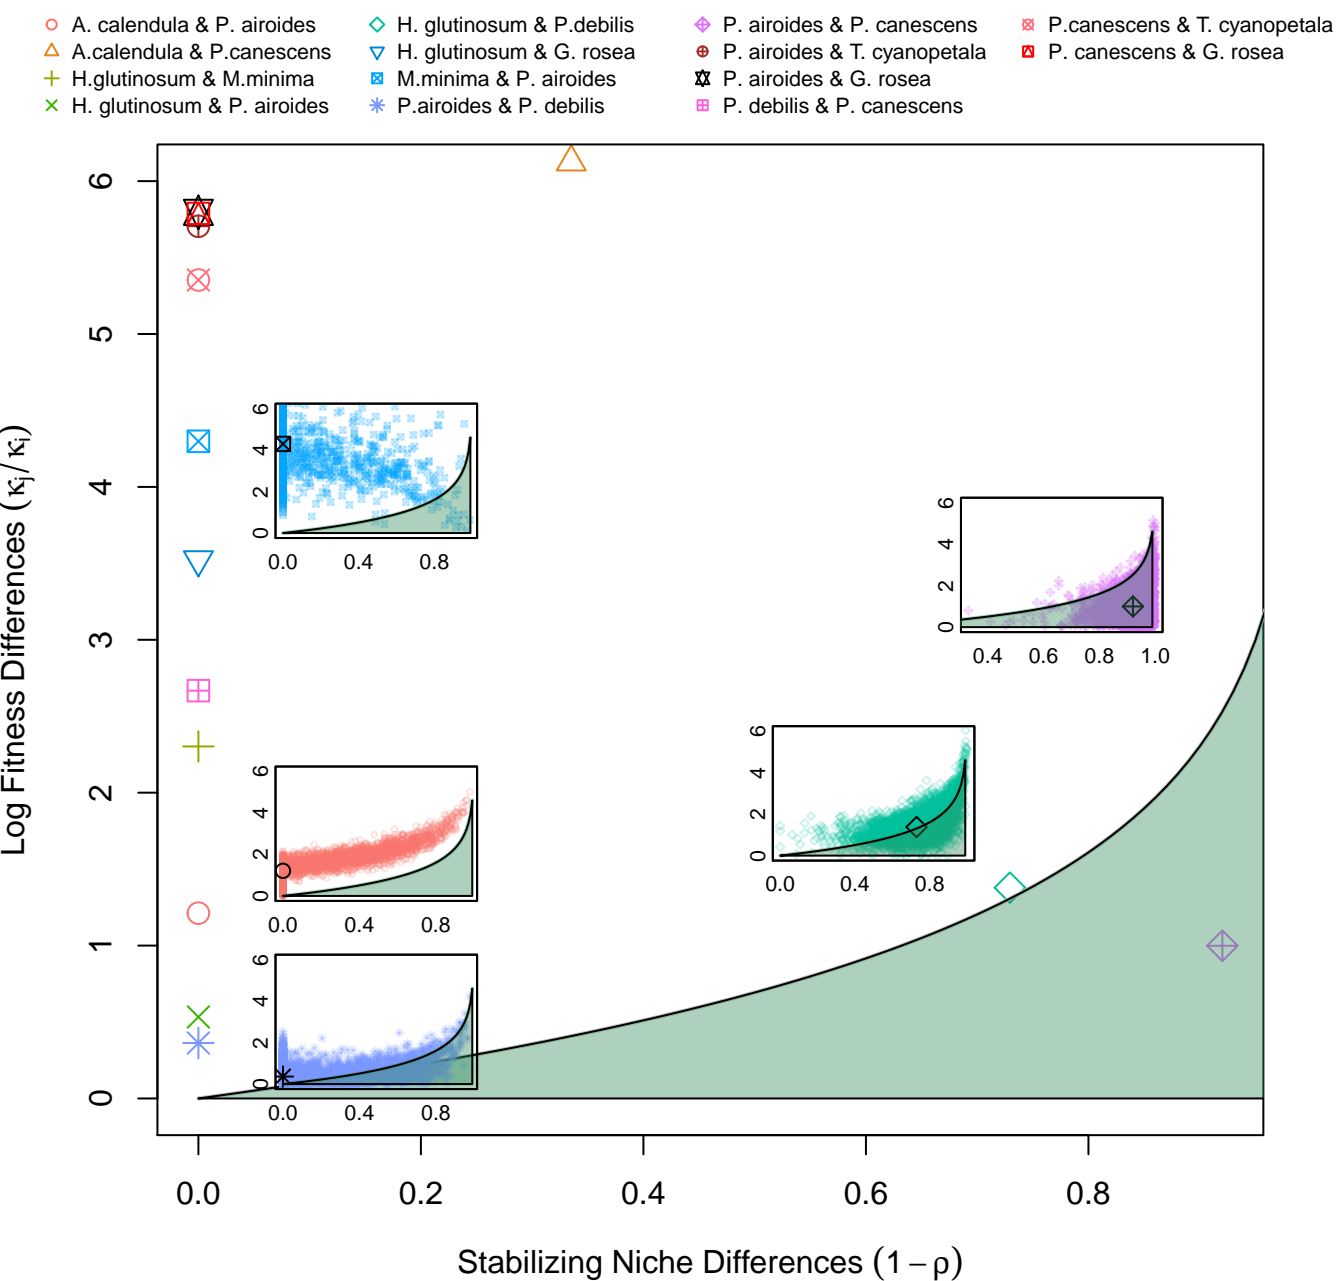 A. calendula & P. airoides
A.calendula & P.canescens
H.glutinosum & M.minima
H. glutinosum & P. airoides
H. glutinosum & P.debilis
H. glutinosum & G. rosea
M.minima & P. airoides
P.airoides & P. debilis
P. airoides & P. canescens
P. airoides & T. cyanopetala
P. airoides & G. rosea
P. debilis & P. canescens
P.canescens & T. cyanopetala
P. canescens & G. rosea
Log Fitness Differences (κj/κi)
6
5
4
3
2
1
0
6
4
2
0
0.0 0.4 0.8
6
4
2
0
0.4 0.6 0.8 1.0
6
4
2
0
0.0 0.4 0.8
6
4
2
0
0.0 0.4 0.8
6
4
2
0
0.0 0.4 0.8
0.0 0.2 0.4 0.6 0.8
Stabilizing Niche Differences (1 − ρ)